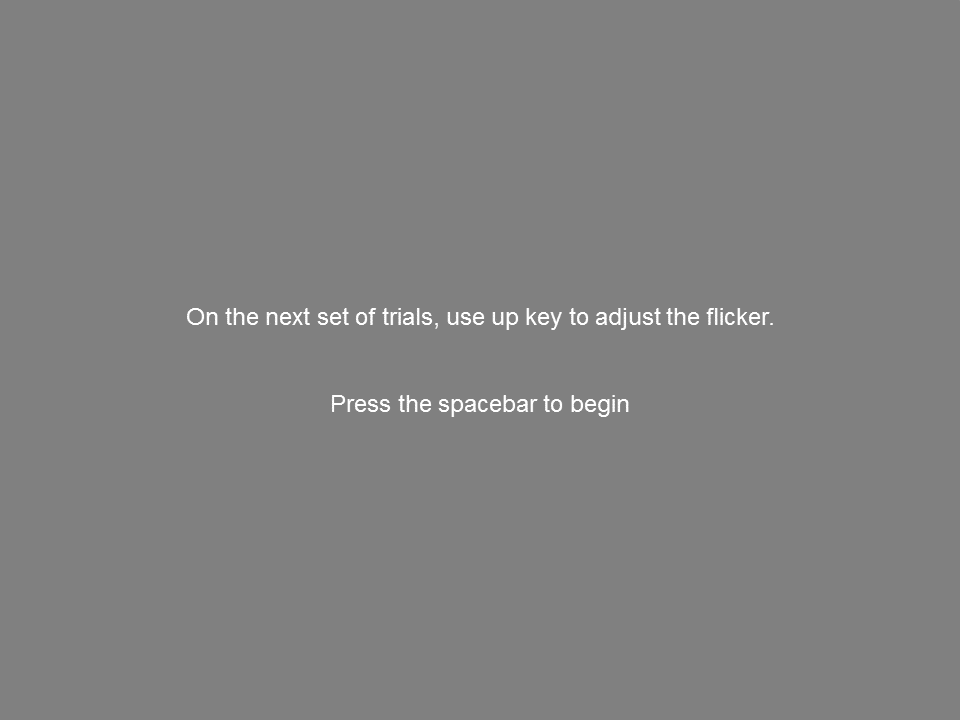 On the next set of trials, use up key to adjust the flicker.
Press the spacebar to begin